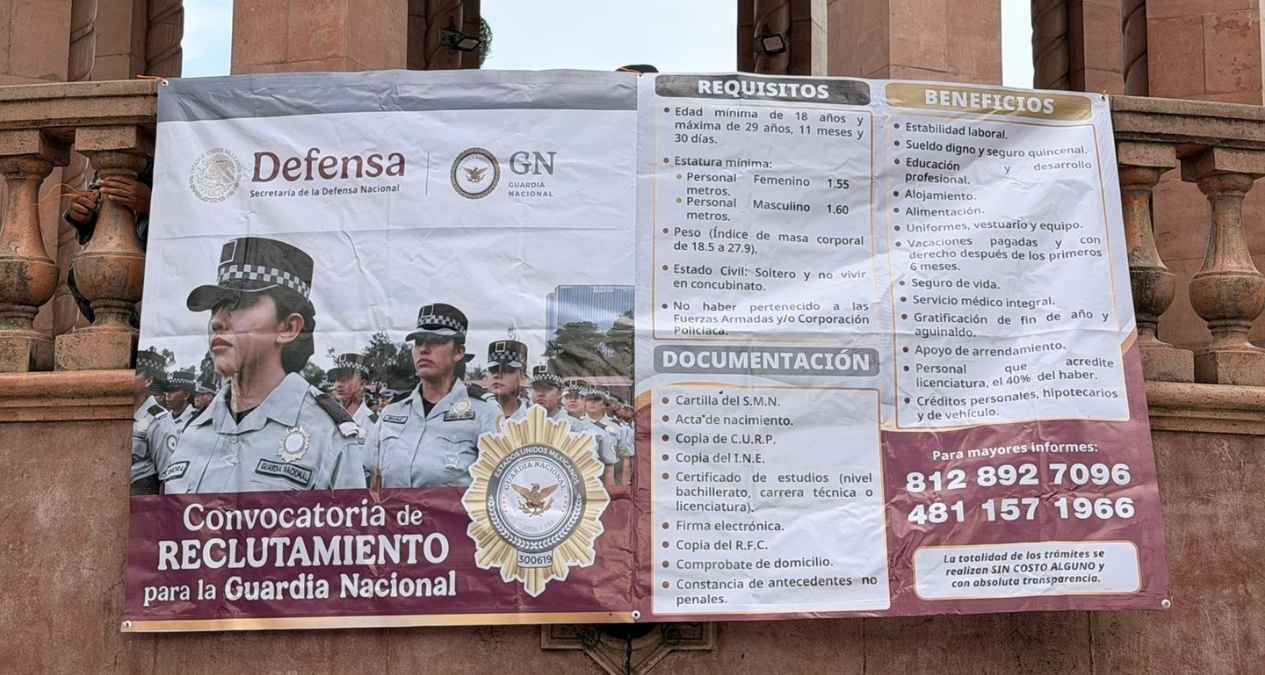 Defensa
Secretaría de la Defensa Nacional
GN
GUARDIA
NACIONAL
GUARDIA NACIONAL
ESTADOS UNIDOS MEXICANOS
GUARDIA NACIONAL
300619
Convocatoria de
RECLUTAMIENTO
para la Guardia Nacional
REQUISITOS
• Edad mínima de 18 años y
máxima de 29 años, 11 meses y
30 días.
• Estatura mínima:
Personal Femenino 1.55
metros.
Personal Masculino 1.60
metros.
• Peso (Índice de masa corporal
de 18.5 a 27.9).
• Estado Civil: Soltero y no vivir
en concubinato.
• No haber pertenecido a las
Fuerzas Armadas y/o Corporación
Policiaca.
DOCUMENTACIÓN
• Cartilla del S.M.N.
• Acta de nacimiento.
• Copia de C.U.R.P.
• Copia del I.N.E.
• Certificado de estudios (nivel
bachillerato, carrera técnica o
licenciatura).
• Firma electrónica.
• Copia del R.F.C.
• Comprobate de domicilio.
• Constancia de antecedentes no
penales.
BENEFICIOS
• Estabilidad laboral.
• Sueldo digno y seguro quincenal.
• Educación y desarrollo
profesional.
• Alojamiento.
• Alimentación.
• Uniformes, vestuario y equipo.
• Vacaciones pagadas y con
derecho después de los primeros
6 meses.
• Seguro de vida.
• Servicio médico integral.
• Gratificación de fin de año y
aguinaldo.
• Apoyo de arrendamiento.
• Personal que acredite
licenciatura, el 40% del haber.
• Créditos personales, hipotecarios
y de vehículo.
Para mayores informes:
812 892 7096
481 157 1966
La totalidad de los trámites se
realizan SIN COSTO ALGUNO y
con absoluta transparencia.